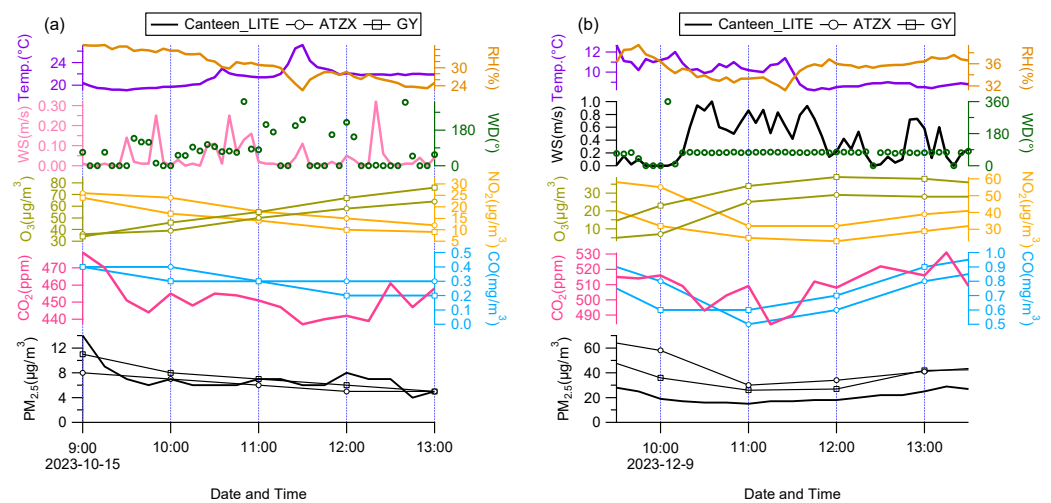 (a)
Canteen_LITE ATZX GY
Temp.(°C)
24
20
RH(%)
30
24
WS(m/s)
0.30
0.20
0.10
0.00
WD(°)
180
0
O3(μg/m3)
80
70
60
50
40
30
NO2(μg/m3)
30
25
20
15
10
5
CO2(ppm)
470
460
450
440
CO(mg/m3)
0.5
0.4
0.3
0.2
0.1
0.0
PM2.5(μg/m3)
12
8
4
0
9:00 10:00 11:00 12:00 13:00
2023-10-15
Date and Time
(b)
Canteen_LITE ATZX GY
Temp.(°C)
12
10
RH(%)
36
32
WS(m/s)
1.0
0.8
0.6
0.4
0.2
0.0
WD(°)
360
180
0
O3(μg/m3)
30
20
10
NO2(μg/m3)
60
50
40
30
CO2(ppm)
530
520
510
500
490
CO(mg/m3)
1.0
0.9
0.8
0.7
0.6
0.5
PM2.5(μg/m3)
60
40
20
0
10:00 11:00 12:00 13:00
2023-12-9
Date and Time